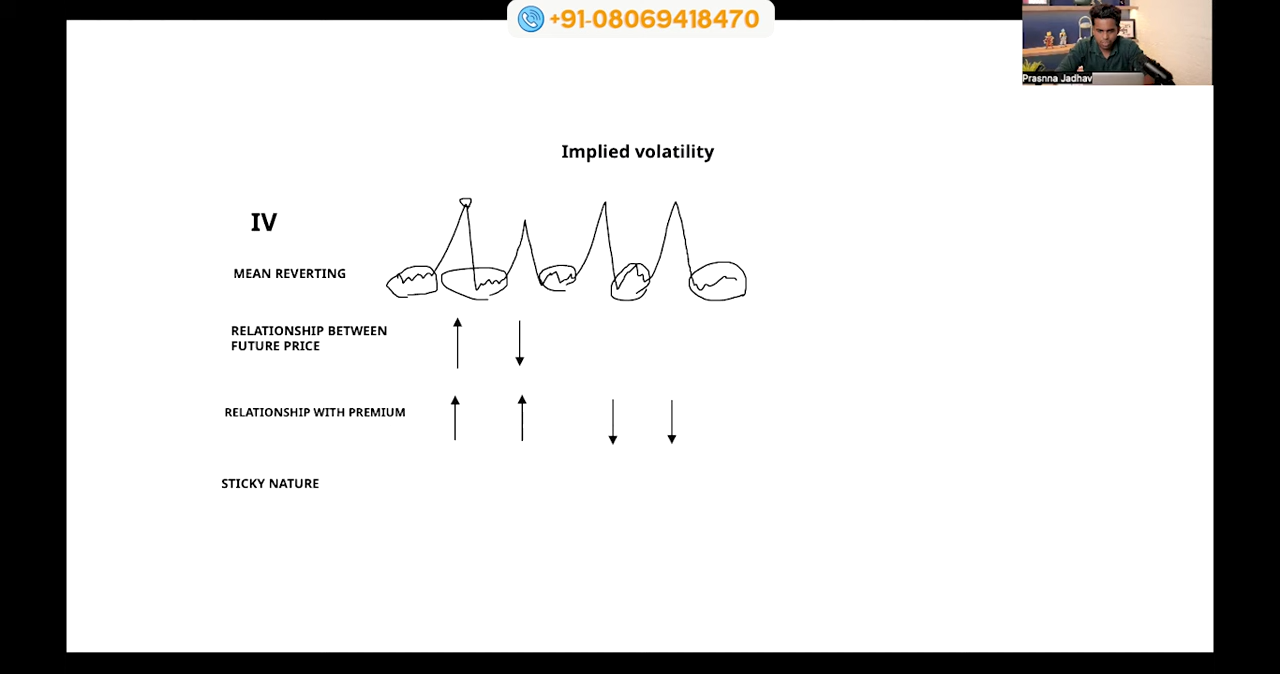 +91-08069418470
Prasnna Jadhav
Implied volatility
IV
MEAN REVERTING
RELATIONSHIP BETWEEN
FUTURE PRICE
RELATIONSHIP WITH PREMIUM
STICKY NATURE